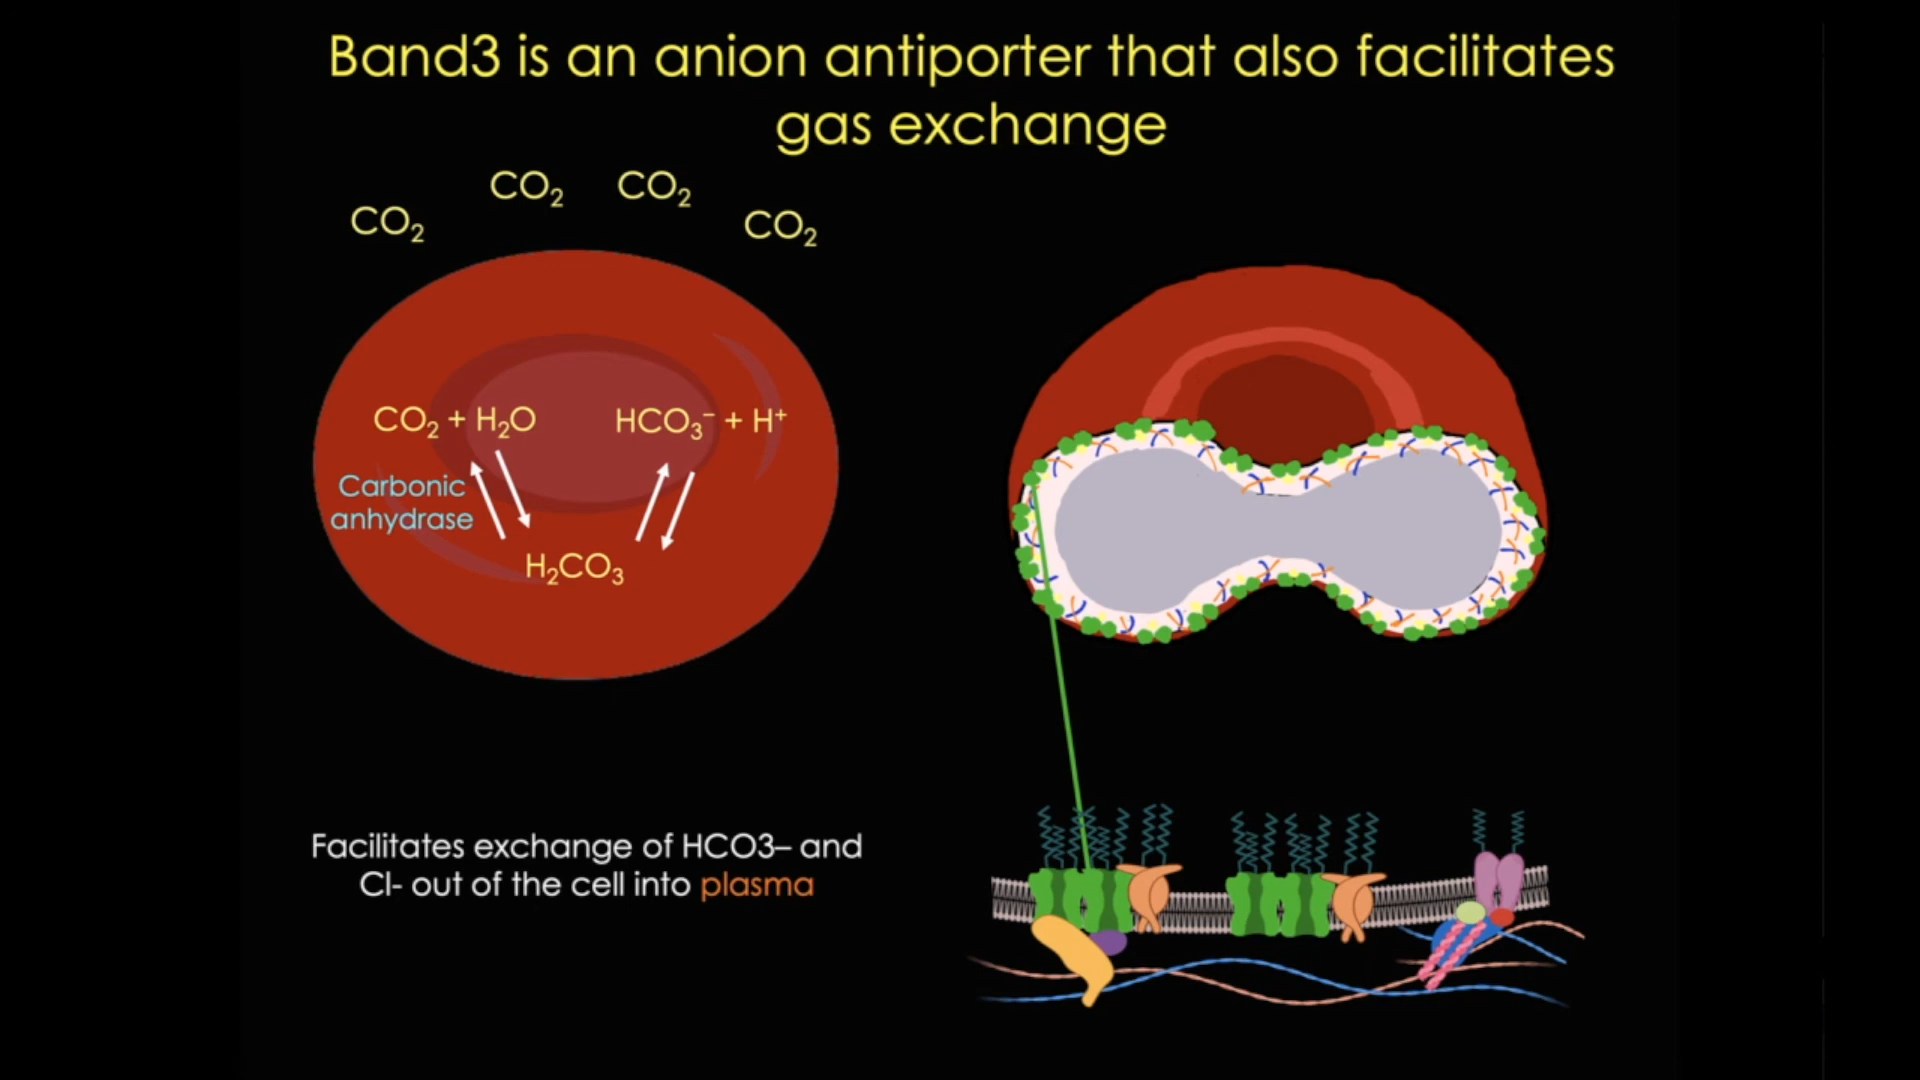 Band3 is an anion antiporter that also facilitates
gas exchange
CO₂
CO₂
CO₂
CO₂
CO₂ + H₂O
HCO₃⁻ + H⁺
Carbonic
anhydrase
H₂CO₃
Facilitates exchange of HCO3– and
Cl- out of the cell into plasma